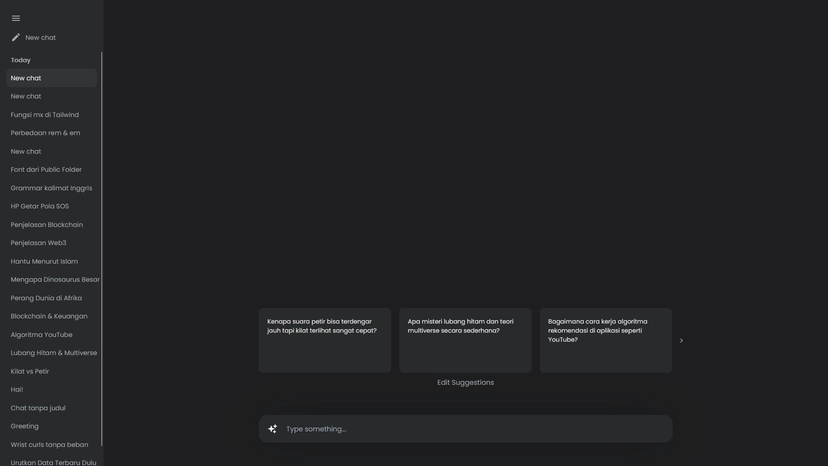 New chat
Today
New chat
New chat
Fungsi mx di Tailwind
Perbedaan rem & em
New chat
Font dari Public Folder
Grammar kalimat Inggris
HP Getar Pola SOS
Penjelasan Blockchain
Penjelasan Web3
Hantu Menurut Islam
Mengapa Dinosaurus Besar
Perang Dunia di Afrika
Blockchain & Keuangan
Algoritma YouTube
Lubang Hitam & Multiverse
Kilat vs Petir
Hai!
Chat tanpa judul
Greeting
Wrist curls tanpa beban
Urutkan Data Terbaru Dulu
Kenapa suara petir bisa terdengar
jauh tapi kilat terlihat sangat cepat?
Apa misteri lubang hitam dan teori
multiverse secara sederhana?
Bagaimana cara kerja algoritma
rekomendasi di aplikasi seperti
YouTube?
Edit Suggestions
Type something...